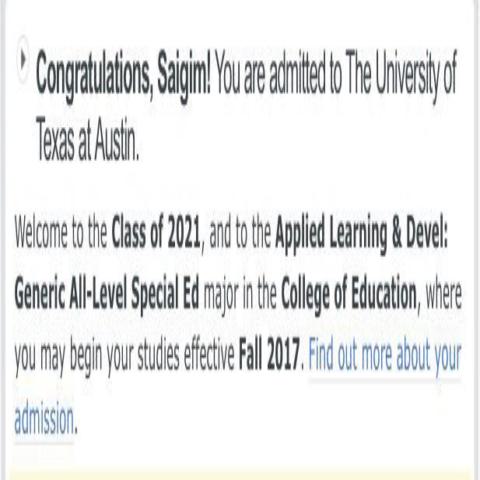 Congratulations, Saigim! You are admitted to The University of
Texas at Austin.
Welcome to the Class of 2021, and to the Applied Learning & Devel:
Generic All-Level Special Ed major in the College of Education, where
you may begin your studies effective Fall 2017. Find out more about your
admission.